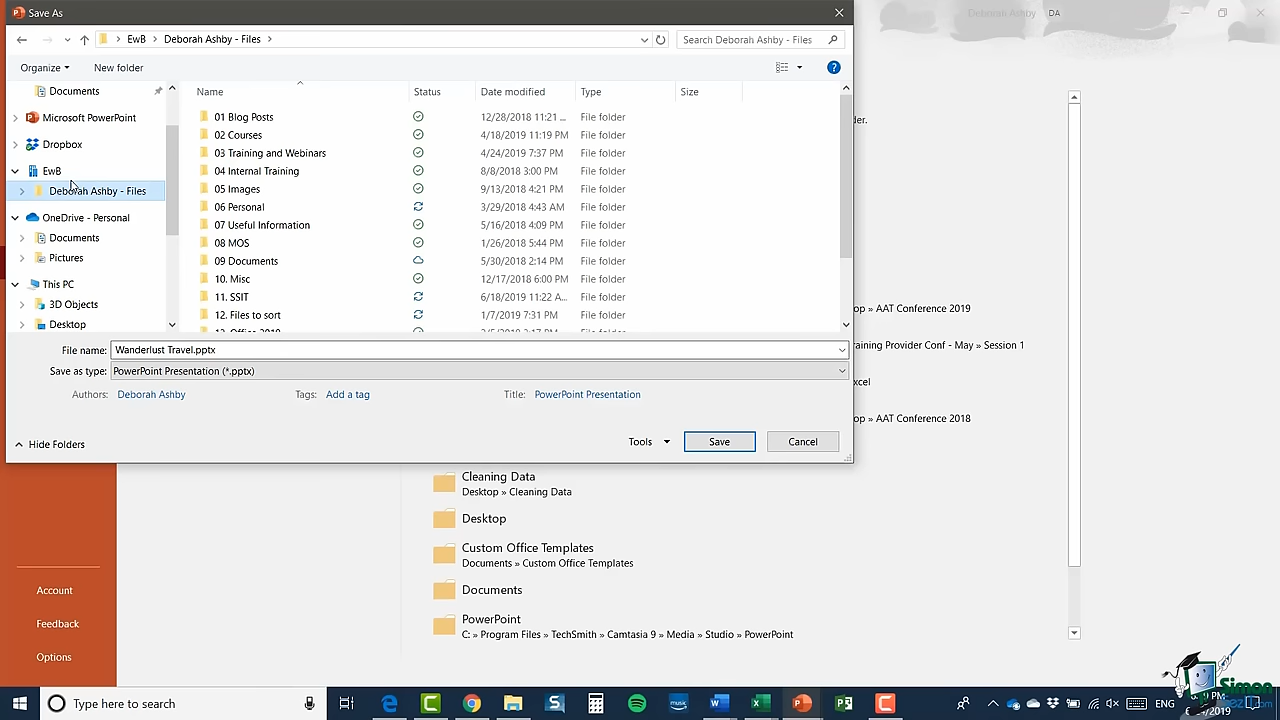 Save As
Deborah Ashby DA
EwB Deborah Ashby - Files
Search Deborah Ashby - Files
Organize New folder
Name Status Date modified Type Size
Documents
Microsoft PowerPoint
Dropbox
EwB
Deborah Ashby - Files
OneDrive - Personal
Documents
Pictures
This PC
3D Objects
Desktop
01 Blog Posts 12/28/2018 11:21 ... File folder
02 Courses 4/18/2019 11:19 PM File folder
03 Training and Webinars 4/24/2019 7:37 PM File folder
04 Internal Training 8/8/2018 3:00 PM File folder
05 Images 9/13/2018 4:21 PM File folder
06 Personal 3/29/2018 4:43 AM File folder
07 Useful Information 5/16/2018 4:09 PM File folder
08 MOS 1/26/2018 5:44 PM File folder
09 Documents 5/30/2018 2:14 PM File folder
10. Misc 12/17/2018 6:00 PM File folder
11. SSIT 6/18/2019 11:22 A... File folder
12. Files to sort 1/7/2019 7:31 PM File folder
File name: Wanderlust Travel.pptx
Save as type: PowerPoint Presentation (*.pptx)
Authors: Deborah Ashby Tags: Add a tag Title: PowerPoint Presentation
Hide Folders Tools Save Cancel
der.
op » AAT Conference 2019
raining Provider Conf - May » Session 1
xcel
op » AAT Conference 2018
Cleaning Data
Desktop » Cleaning Data
Desktop
Custom Office Templates
Documents » Custom Office Templates
Documents
PowerPoint
C: » Program Files » TechSmith » Camtasia 9 » Media » Studio » PowerPoint
Account
Feedback
Options
Type here to search
music
ENG
Simon